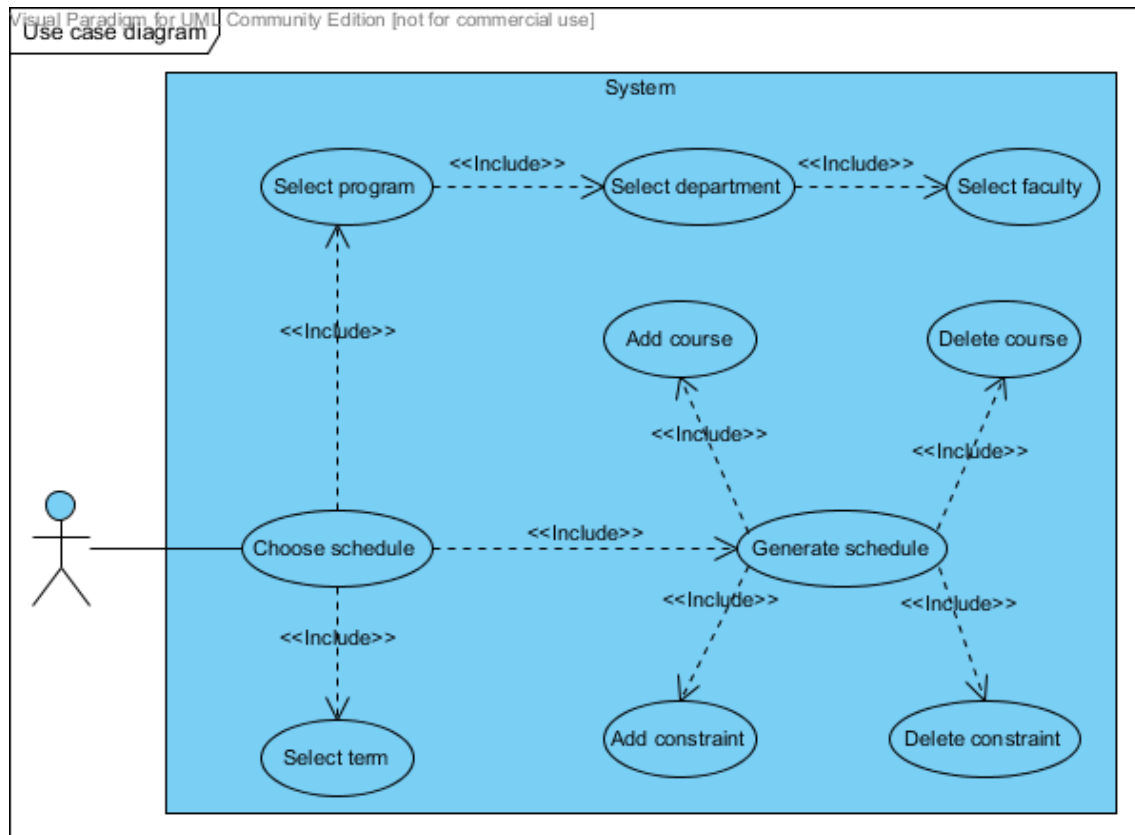 Visual Paradigm for UML Community Edition [not for commercial use]
Use case diagram
System
<<Include>>
<<Include>>
Select program
Select department
Select faculty
<<Include>>
Add course
Delete course
<<Include>>
<<Include>>
<<Include>>
Choose schedule
Generate schedule
<<Include>>
<<Include>>
<<Include>>
Select term
Add constraint
Delete constraint